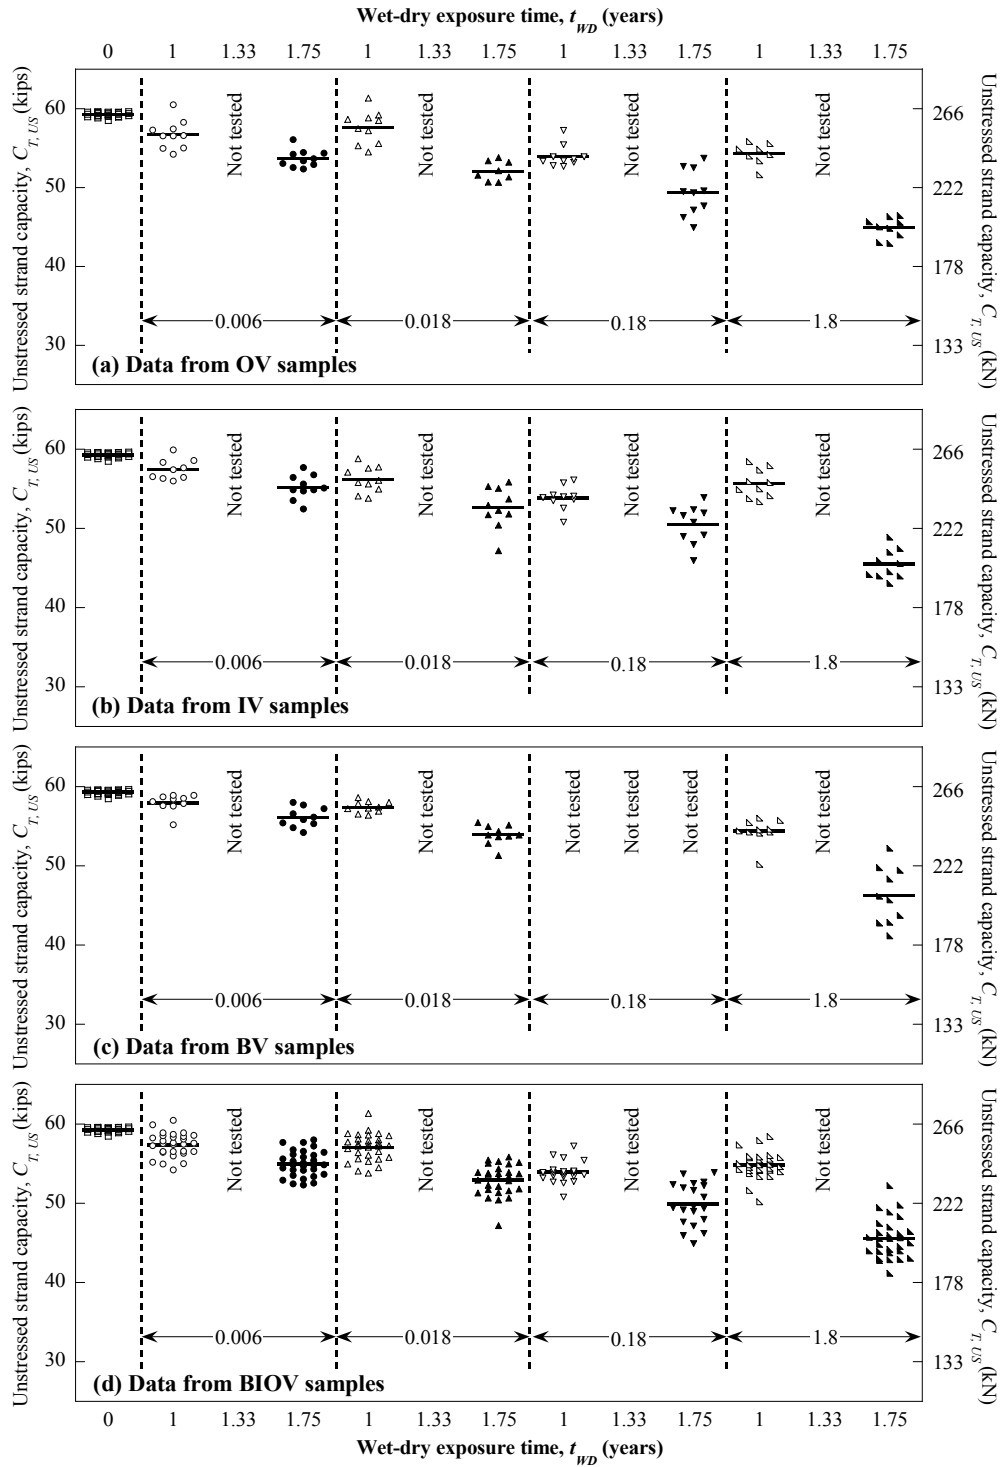 Wet-dry exposure time, t WD (years)
0 1 1.33 1.75 1 1.33 1.75 1 1.33 1.75 1 1.33 1.75
Unstressed strand capacity, C T, US (kips)
60
50
40
30
Not tested
Not tested
Not tested
Not tested
0.006
0.018
0.18
1.8
266
222
178
133
Unstressed strand capacity, C T, US (kN)
(a) Data from OV samples
Unstressed strand capacity, C T, US (kips)
60
50
40
30
Not tested
Not tested
Not tested
Not tested
0.006
0.018
0.18
1.8
266
222
178
133
Unstressed strand capacity, C T, US (kN)
(b) Data from IV samples
Unstressed strand capacity, C T, US (kips)
60
50
40
30
Not tested
Not tested
Not tested
Not tested
Not tested
Not tested
0.006
0.018
0.18
1.8
266
222
178
133
Unstressed strand capacity, C T, US (kN)
(c) Data from BV samples
Unstressed strand capacity, C T, US (kips)
60
50
40
30
Not tested
Not tested
Not tested
Not tested
0.006
0.018
0.18
1.8
266
222
178
133
Unstressed strand capacity, C T, US (kN)
(d) Data from BIOV samples
0 1 1.33 1.75 1 1.33 1.75 1 1.33 1.75 1 1.33 1.75
Wet-dry exposure time, t WD (years)